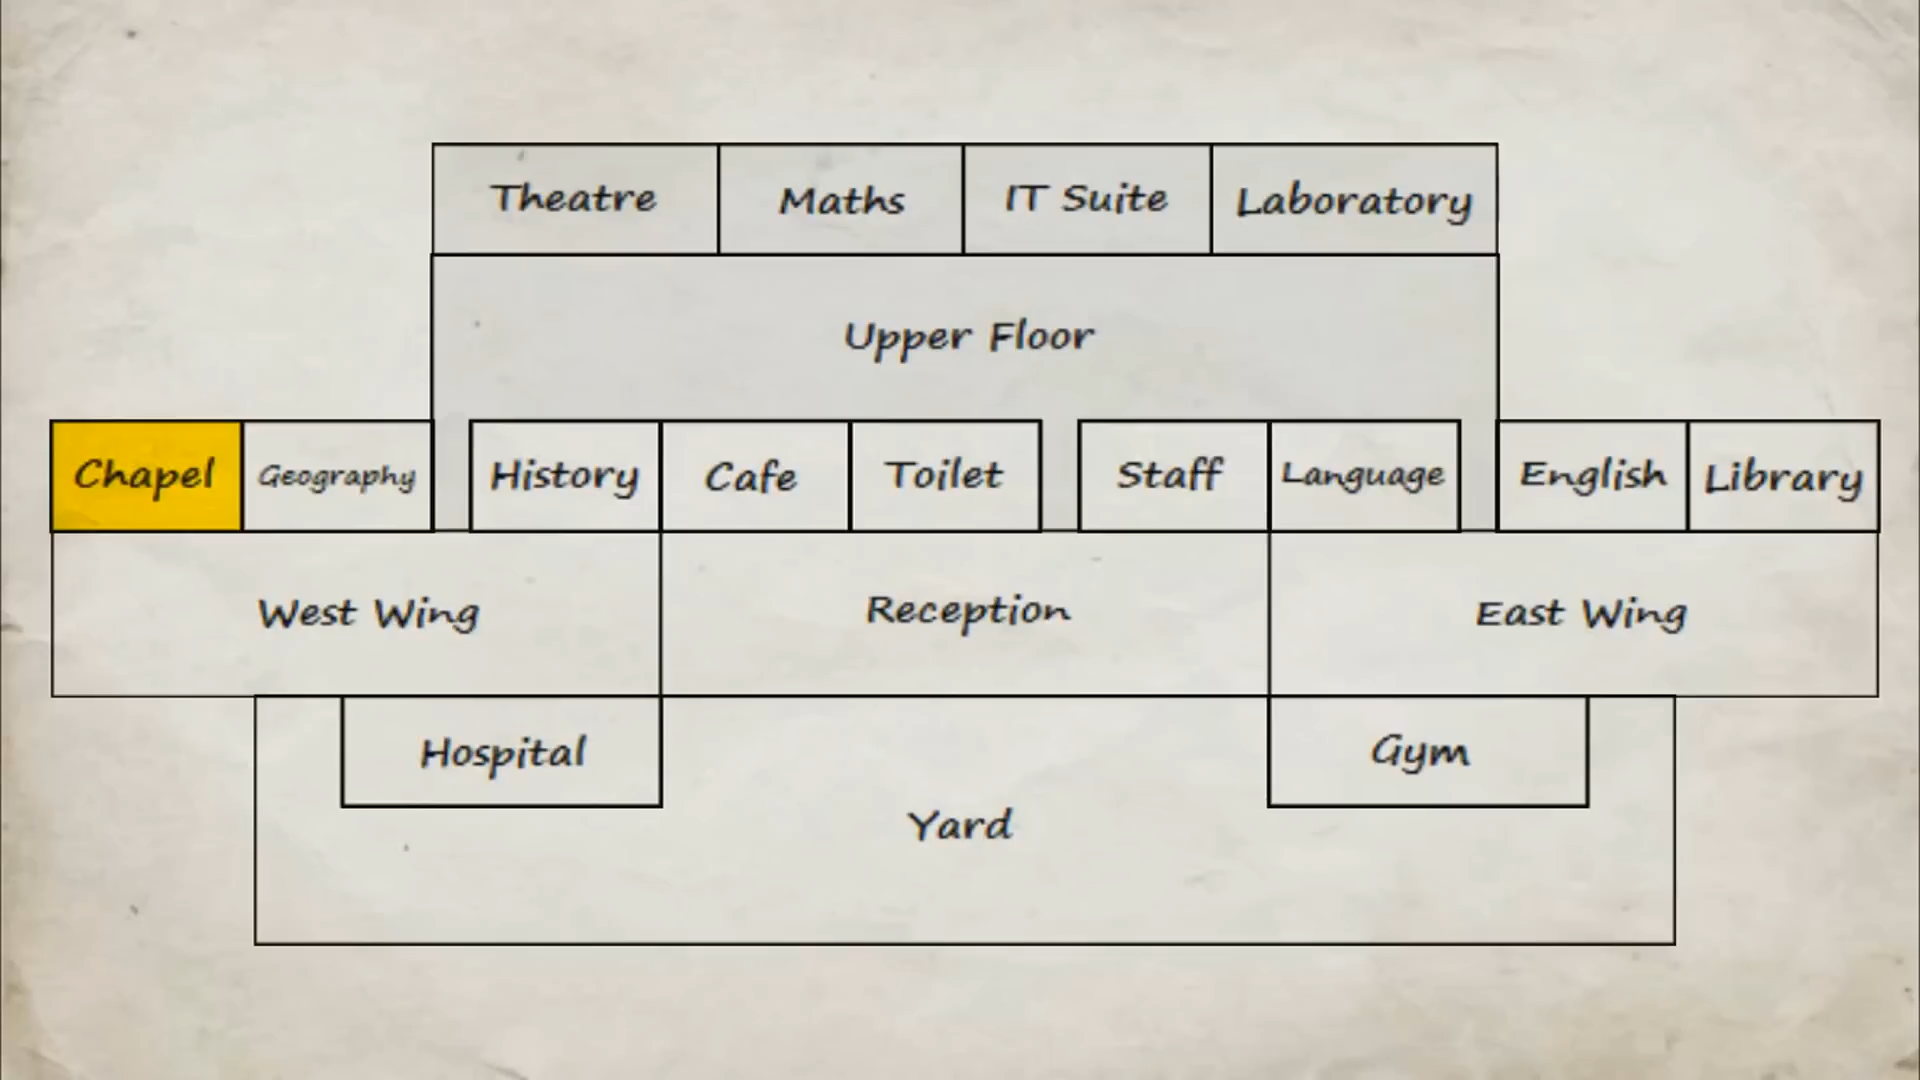 Theatre
Maths
IT Suite
Laboratory
Upper Floor
Chapel
Geography
History
Cafe
Toilet
Staff
Language
English
Library
West Wing
Reception
East Wing
Hospital
Gym
Yard